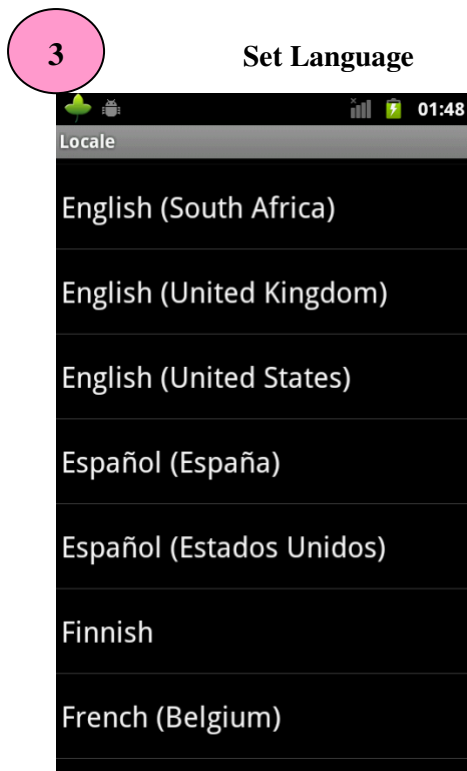 3
Set Language
01:48
Locale
English (South Africa)
English (United Kingdom)
English (United States)
Español (España)
Español (Estados Unidos)
Finnish
French (Belgium)